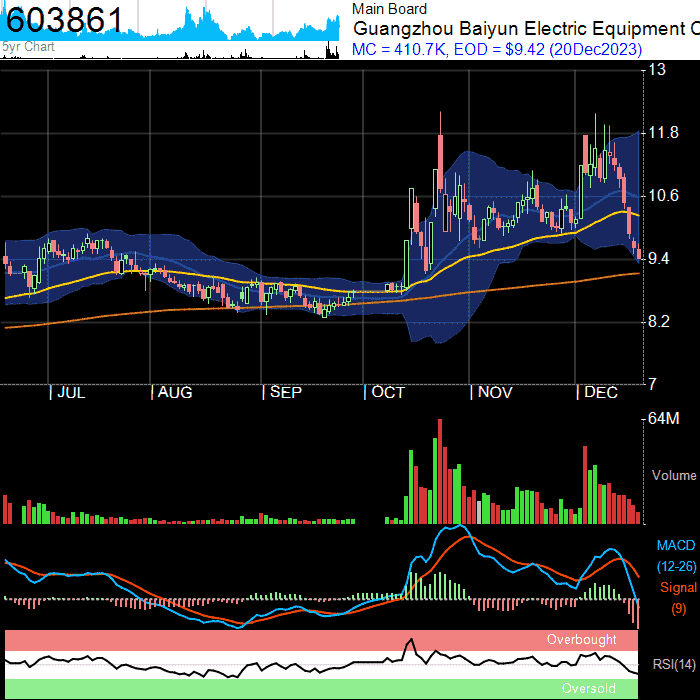 603861
5yr Chart
Main Board
Guangzhou Baiyun Electric Equipment C
MC = 410.7K, EOD = $9.42 (20Dec2023)
13
11.8
10.6
9.4
8.2
7
| JUL | AUG | SEP | OCT | NOV | DEC
64M
Volume
MACD
(12-26)
Signal
(9)
Overbought
RSI(14)
Oversold